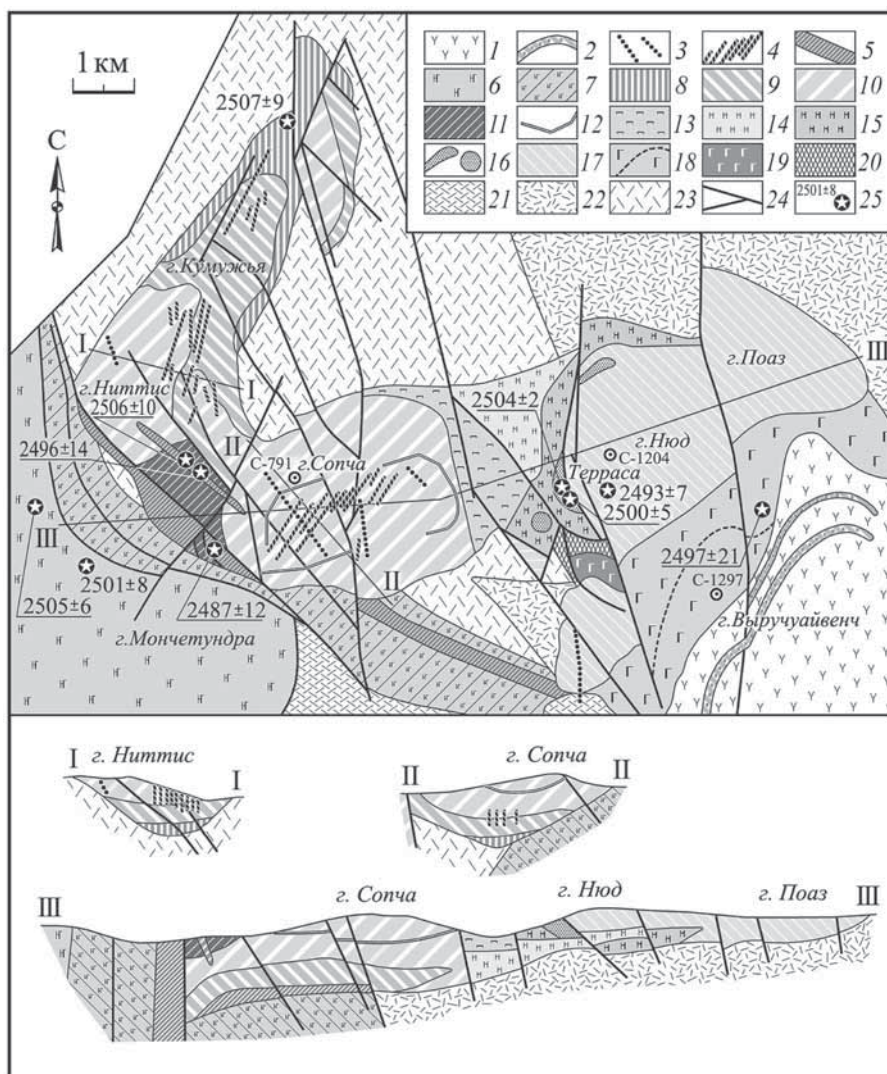 1 км
С
1
2
3
4
5
6
7
8
9
10
11
12
13
14
15
16
17
18
19
20
21
22
23
24
2501±8
25
2507±9
г.Кумужья
I
I
г.Ниттис
2506±10
2496±14
II
С-791
г.Сопча
2504±2
III
г.Поаз
г.Нюд
С-1204
Терраса
2493±7
2500±5
III
II
2501±8
2505±6
2487±12
г.Мончетундра
2497±21
С-1297
г.Выручуайвенч
I
г. Ниттис
I
II
г. Сопча
II
III
г. Сопча
г. Нюд
г. Поаз
III